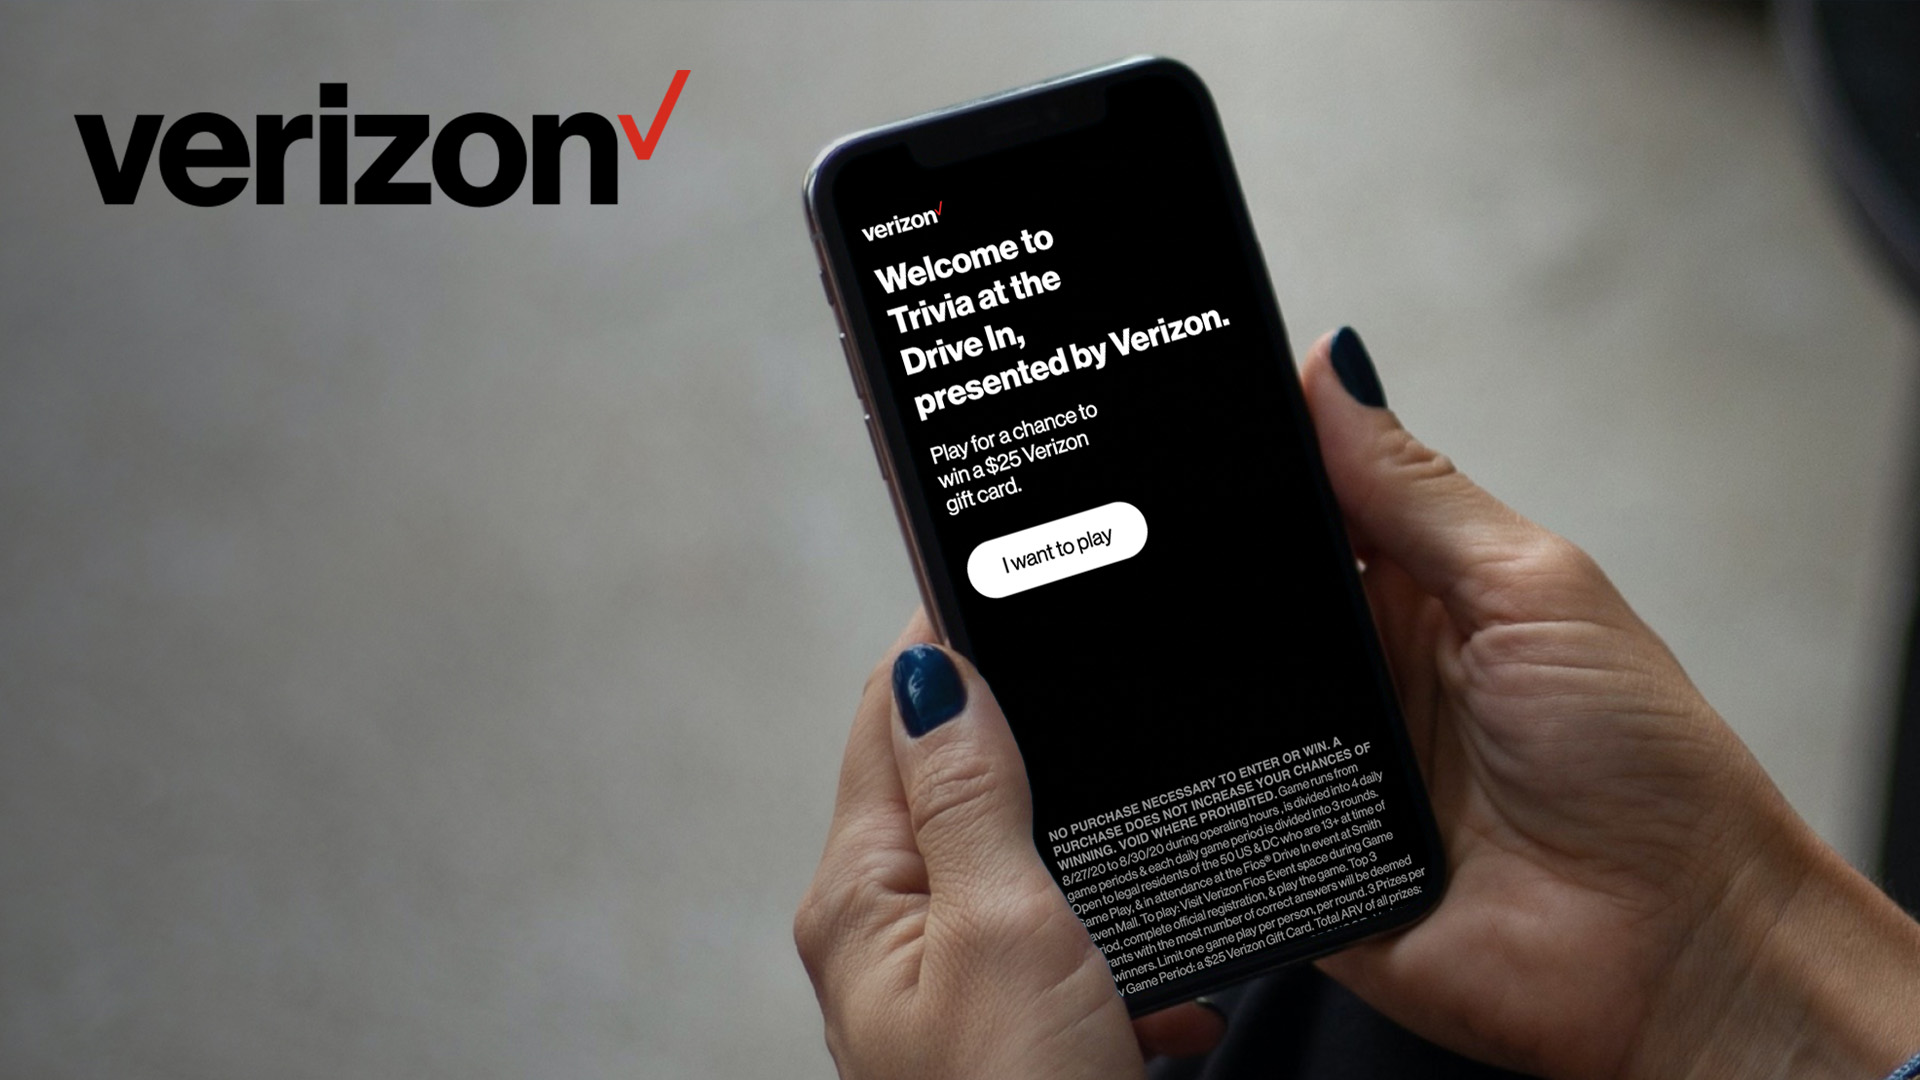 verizon
verizon
Welcome to
Trivia at the
Drive In,
presented by Verizon.
Play for a chance to
win a $25 Verizon
gift card.
I want to play
NO PURCHASE NECESSARY TO ENTER OR WIN. A
PURCHASE DOES NOT INCREASE YOUR CHANCES OF
WINNING. VOID WHERE PROHIBITED. Game runs from
8/27/20 to 8/30/20 during operating hours, is divided into 4 daily
game periods & each daily game period is divided into 3 rounds.
Open to legal residents of the 50 US & DC who are 13+ at time of
Game Play, & in attendance at the Fios® Drive In event at Smith
aven Mall. To play: Visit Verizon Fios Event space during Game
riod, complete official registration, & play the game. Top 3
rants with the most number of correct answers will be deemed
winners. Limit one game play per person, per round. 3 Prizes per
y Game Period: a $25 Verizon Gift Card. Total ARV of all prizes: